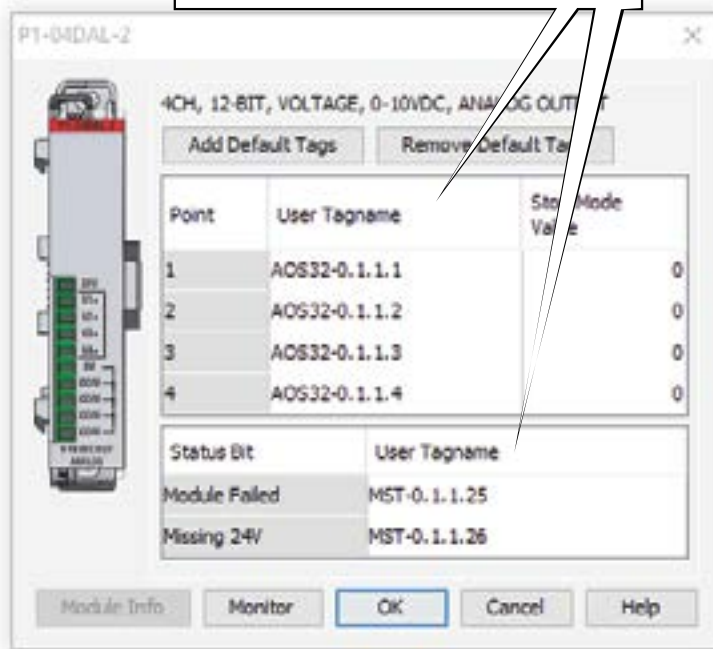 P1-04DAL-2
4CH, 12-BIT, VOLTAGE, 0-10VDC, ANALOG OUTPUT
Add Default Tags Remove Default Tags
Point User Tagname Stop Mode Value
1 AOS32-0.1.1.1 0
2 AOS32-0.1.1.2 0
3 AOS32-0.1.1.3 0
4 AOS32-0.1.1.4 0
Status Bit User Tagname
Module Failed MST-0.1.1.25
Missing 24V MST-0.1.1.26
Module Info Monitor OK Cancel Help